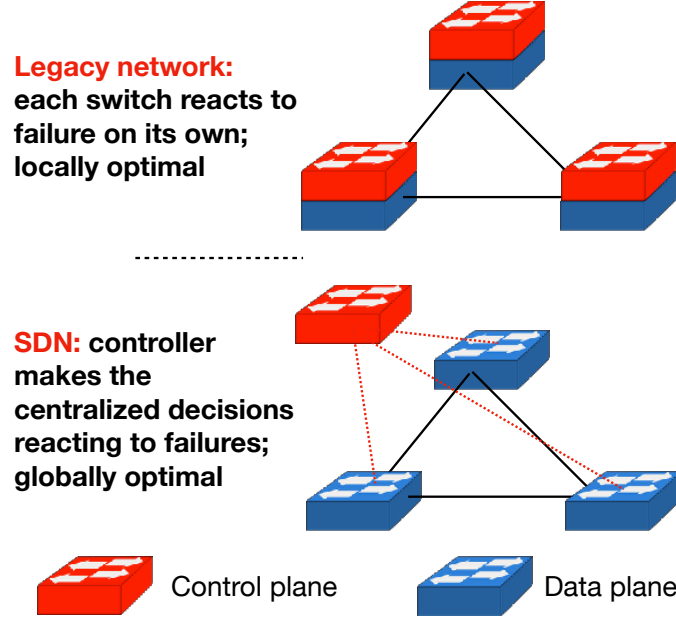 Legacy network:
each switch reacts to
failure on its own;
locally optimal
SDN: controller
makes the
centralized decisions
reacting to failures;
globally optimal
Control plane
Data plane